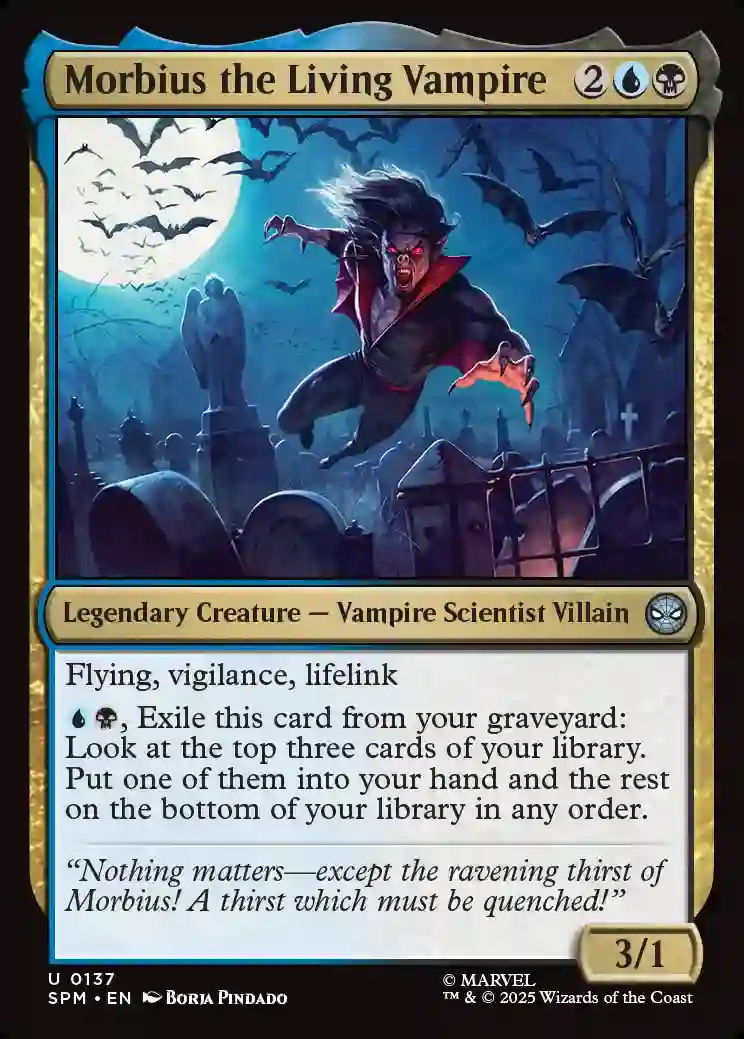 Morbius the Living Vampire 2
Legendary Creature — Vampire Scientist Villain
Flying, vigilance, lifelink
, Exile this card from your graveyard:
Look at the top three cards of your library.
Put one of them into your hand and the rest
on the bottom of your library in any order.
“Nothing matters—except the ravening thirst of
Morbius! A thirst which must be quenched!”
3/1
U 0137
SPM • EN Borja Pindado
© MARVEL
™ & © 2025 Wizards of the Coast